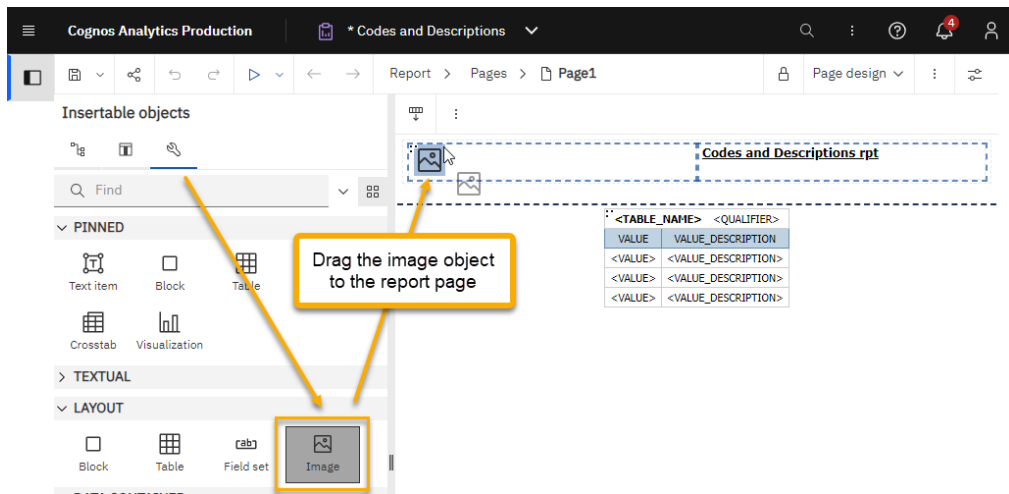 Cognos Analytics Production
* Codes and Descriptions
4
Report > Pages > Page1
Page design
Insertable objects
Find
PINNED
Text item Block Table
Crosstab Visualization
TEXTUAL
LAYOUT
Block Table Field set Image
DATA CONTAINER
Drag the image object
to the report page
Codes and Descriptions rpt
<TABLE_NAME> <QUALIFIER>
VALUE VALUE_DESCRIPTION
<VALUE> <VALUE_DESCRIPTION>
<VALUE> <VALUE_DESCRIPTION>
<VALUE> <VALUE_DESCRIPTION>